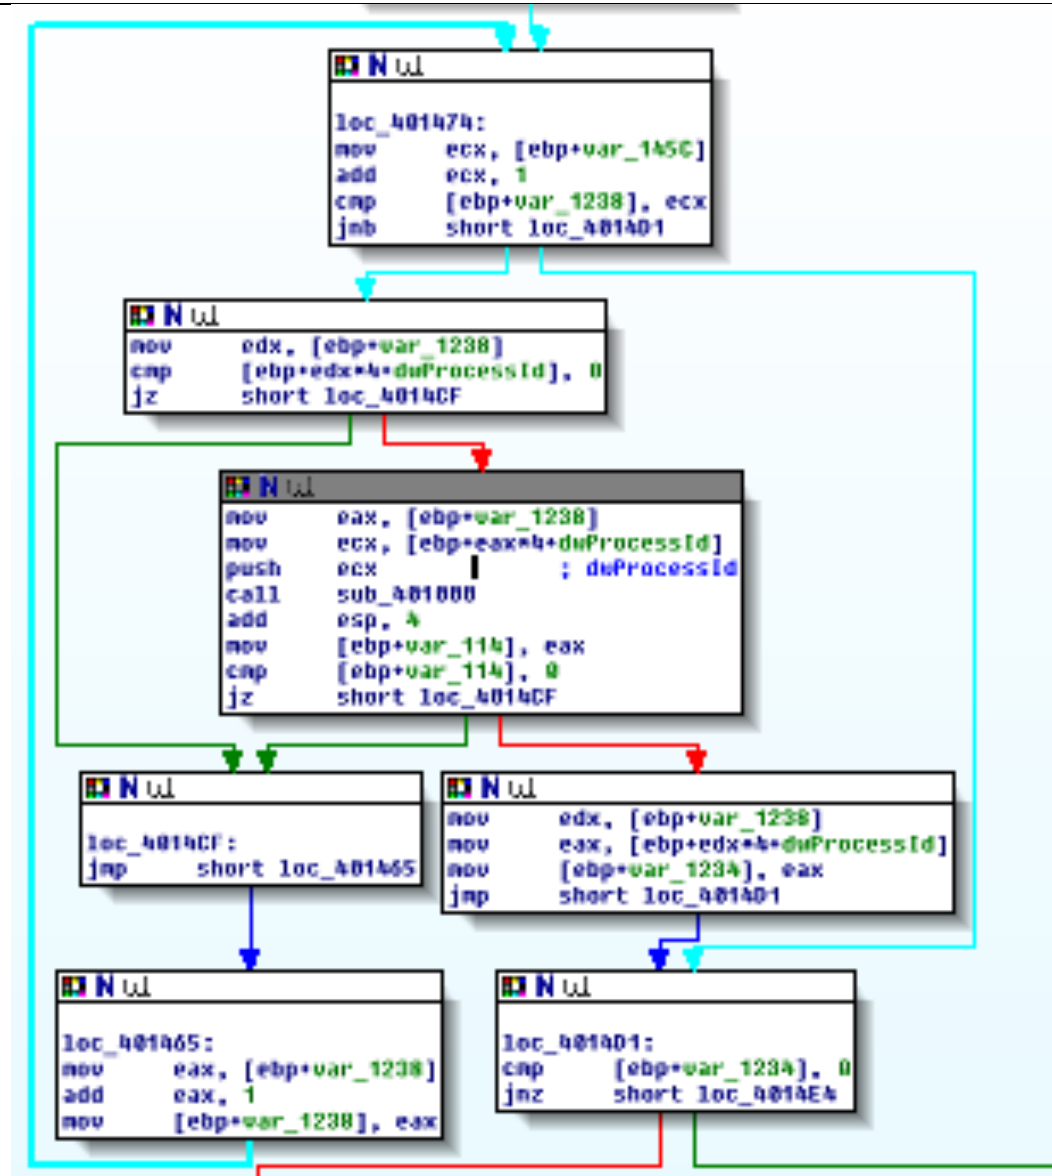 loc_401474:
mov ecx, [ebp+var_145C]
add ecx, 1
cmp [ebp+var_1238], ecx
jnb short loc_4014D1
mov edx, [ebp+var_1238]
cmp [ebp+edx*4+dwProcessId], 0
jz short loc_4014CF
mov eax, [ebp+var_1238]
mov ecx, [ebp+eax*4+dwProcessId]
push ecx ; dwProcessId
call sub_401000
add esp, 4
mov [ebp+var_114], eax
cmp [ebp+var_114], 0
jz short loc_4014CF
loc_4014CF:
jmp short loc_401465
mov edx, [ebp+var_1238]
mov eax, [ebp+edx*4+dwProcessId]
mov [ebp+var_1234], eax
jmp short loc_4014D1
loc_401465:
mov eax, [ebp+var_1238]
add eax, 1
mov [ebp+var_1238], eax
loc_4014D1:
cmp [ebp+var_1234], 0
jnz short loc_4014E4